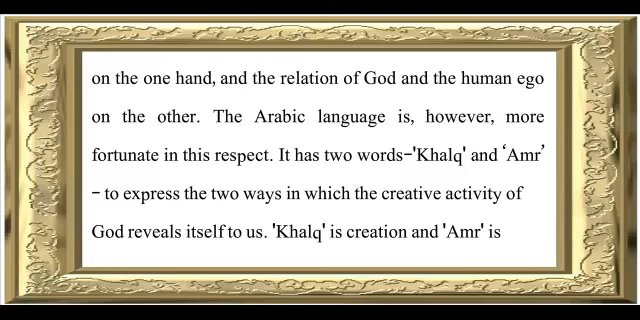 on the one hand, and the relation of God and the human ego
on the other. The Arabic language is, however, more
fortunate in this respect. It has two words–'Khalq' and ‘Amr’
– to express the two ways in which the creative activity of
God reveals itself to us. 'Khalq' is creation and 'Amr' is